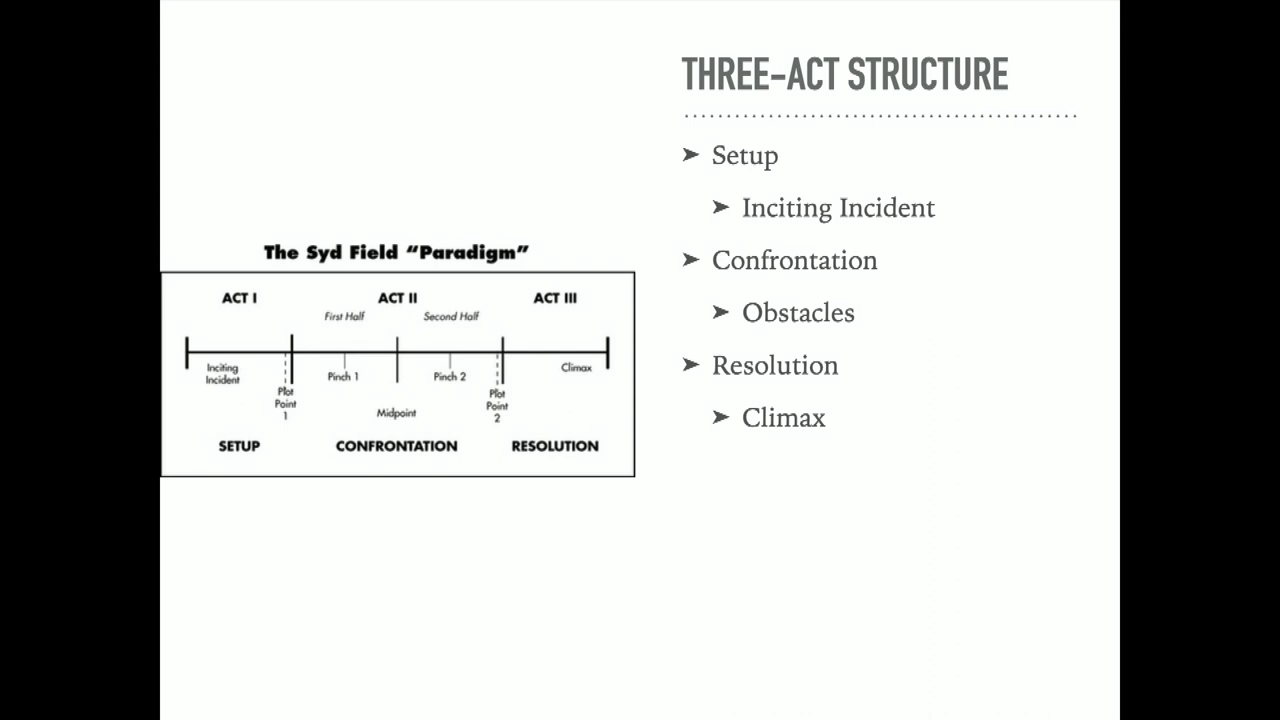 THREE-ACT STRUCTURE
➤ Setup
➤ Inciting Incident
➤ Confrontation
➤ Obstacles
➤ Resolution
➤ Climax
The Syd Field “Paradigm”
ACT I
ACT II
ACT III
First Half
Second Half
Inciting
Incident
Plot
Point
1
Pinch 1
Midpoint
Pinch 2
Plot
Point
2
Climax
SETUP
CONFRONTATION
RESOLUTION